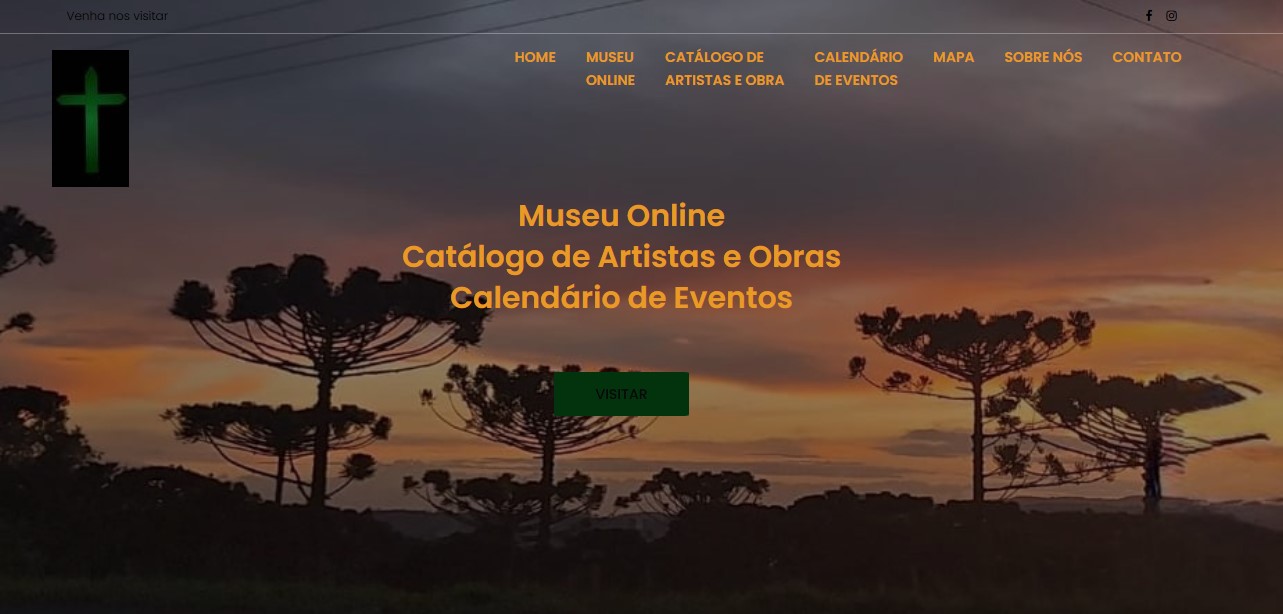 Venha nos visitar
HOME
MUSEU
ONLINE
CATÁLOGO DE
ARTISTAS E OBRA
CALENDÁRIO
DE EVENTOS
MAPA
SOBRE NÓS
CONTATO
Museu Online
Catálogo de Artistas e Obras
Calendário de Eventos
VISITAR